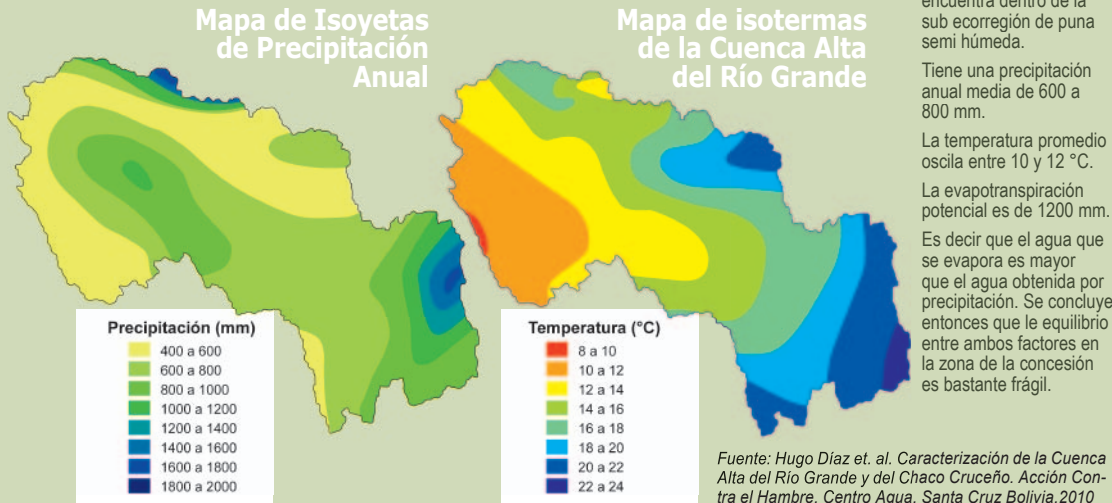 Mapa de Isoyetas
de Precipitación
Anual
Precipitación (mm)
400 a 600
600 a 800
800 a 1000
1000 a 1200
1200 a 1400
1400 a 1600
1600 a 1800
1800 a 2000
Mapa de isotermas
de la Cuenca Alta
del Río Grande
Temperatura (°C)
8 a 10
10 a 12
12 a 14
14 a 16
16 a 18
18 a 20
20 a 22
22 a 24
encuentra dentro de la
sub ecorregión de puna
semi húmeda.
Tiene una precipitación
anual media de 600 a
800 mm.
La temperatura promedio
oscila entre 10 y 12 °C.
La evapotranspiración
potencial es de 1200 mm.
Es decir que el agua que
se evapora es mayor
que el agua obtenida por
precipitación. Se concluye
entonces que le equilibrio
entre ambos factores en
la zona de la concesión
es bastante frágil.
Fuente: Hugo Díaz et. al. Caracterización de la Cuenca
Alta del Río Grande y del Chaco Cruceño. Acción Con-
tra el Hambre, Centro Agua, Santa Cruz Bolivia,2010